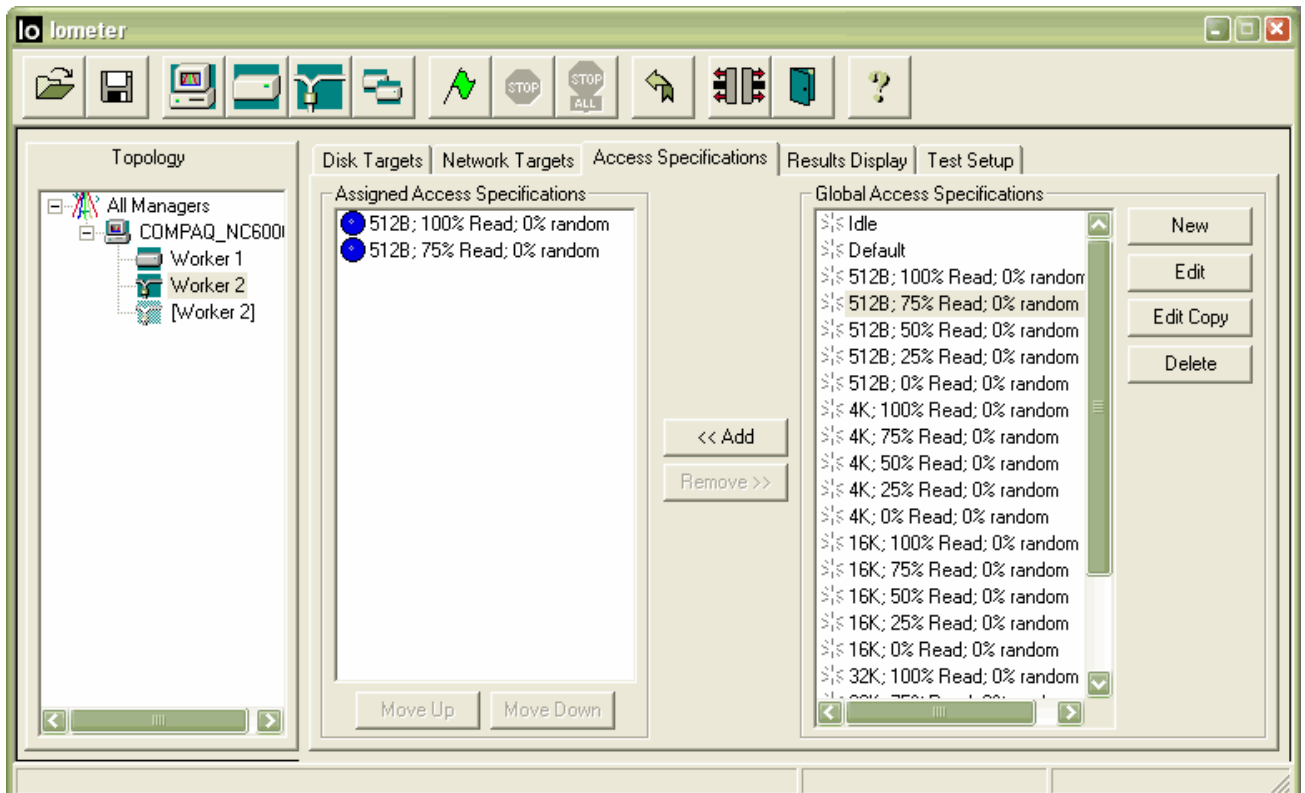 Io Iometer
STOP
STOP
ALL
?
Topology
All Managers
COMPAQ_NC600
Worker 1
Worker 2
[Worker 2]
Disk Targets
Network Targets
Access Specifications
Results Display
Test Setup
Assigned Access Specifications
512B; 100% Read; 0% random
512B; 75% Read; 0% random
Move Up
Move Down
<< Add
Remove >>
Global Access Specifications
Idle
Default
512B; 100% Read; 0% random
512B; 75% Read; 0% random
512B; 50% Read; 0% random
512B; 25% Read; 0% random
512B; 0% Read; 0% random
4K; 100% Read; 0% random
4K; 75% Read; 0% random
4K; 50% Read; 0% random
4K; 25% Read; 0% random
4K; 0% Read; 0% random
16K; 100% Read; 0% random
16K; 75% Read; 0% random
16K; 50% Read; 0% random
16K; 25% Read; 0% random
16K; 0% Read; 0% random
32K; 100% Read; 0% random
New
Edit
Edit Copy
Delete